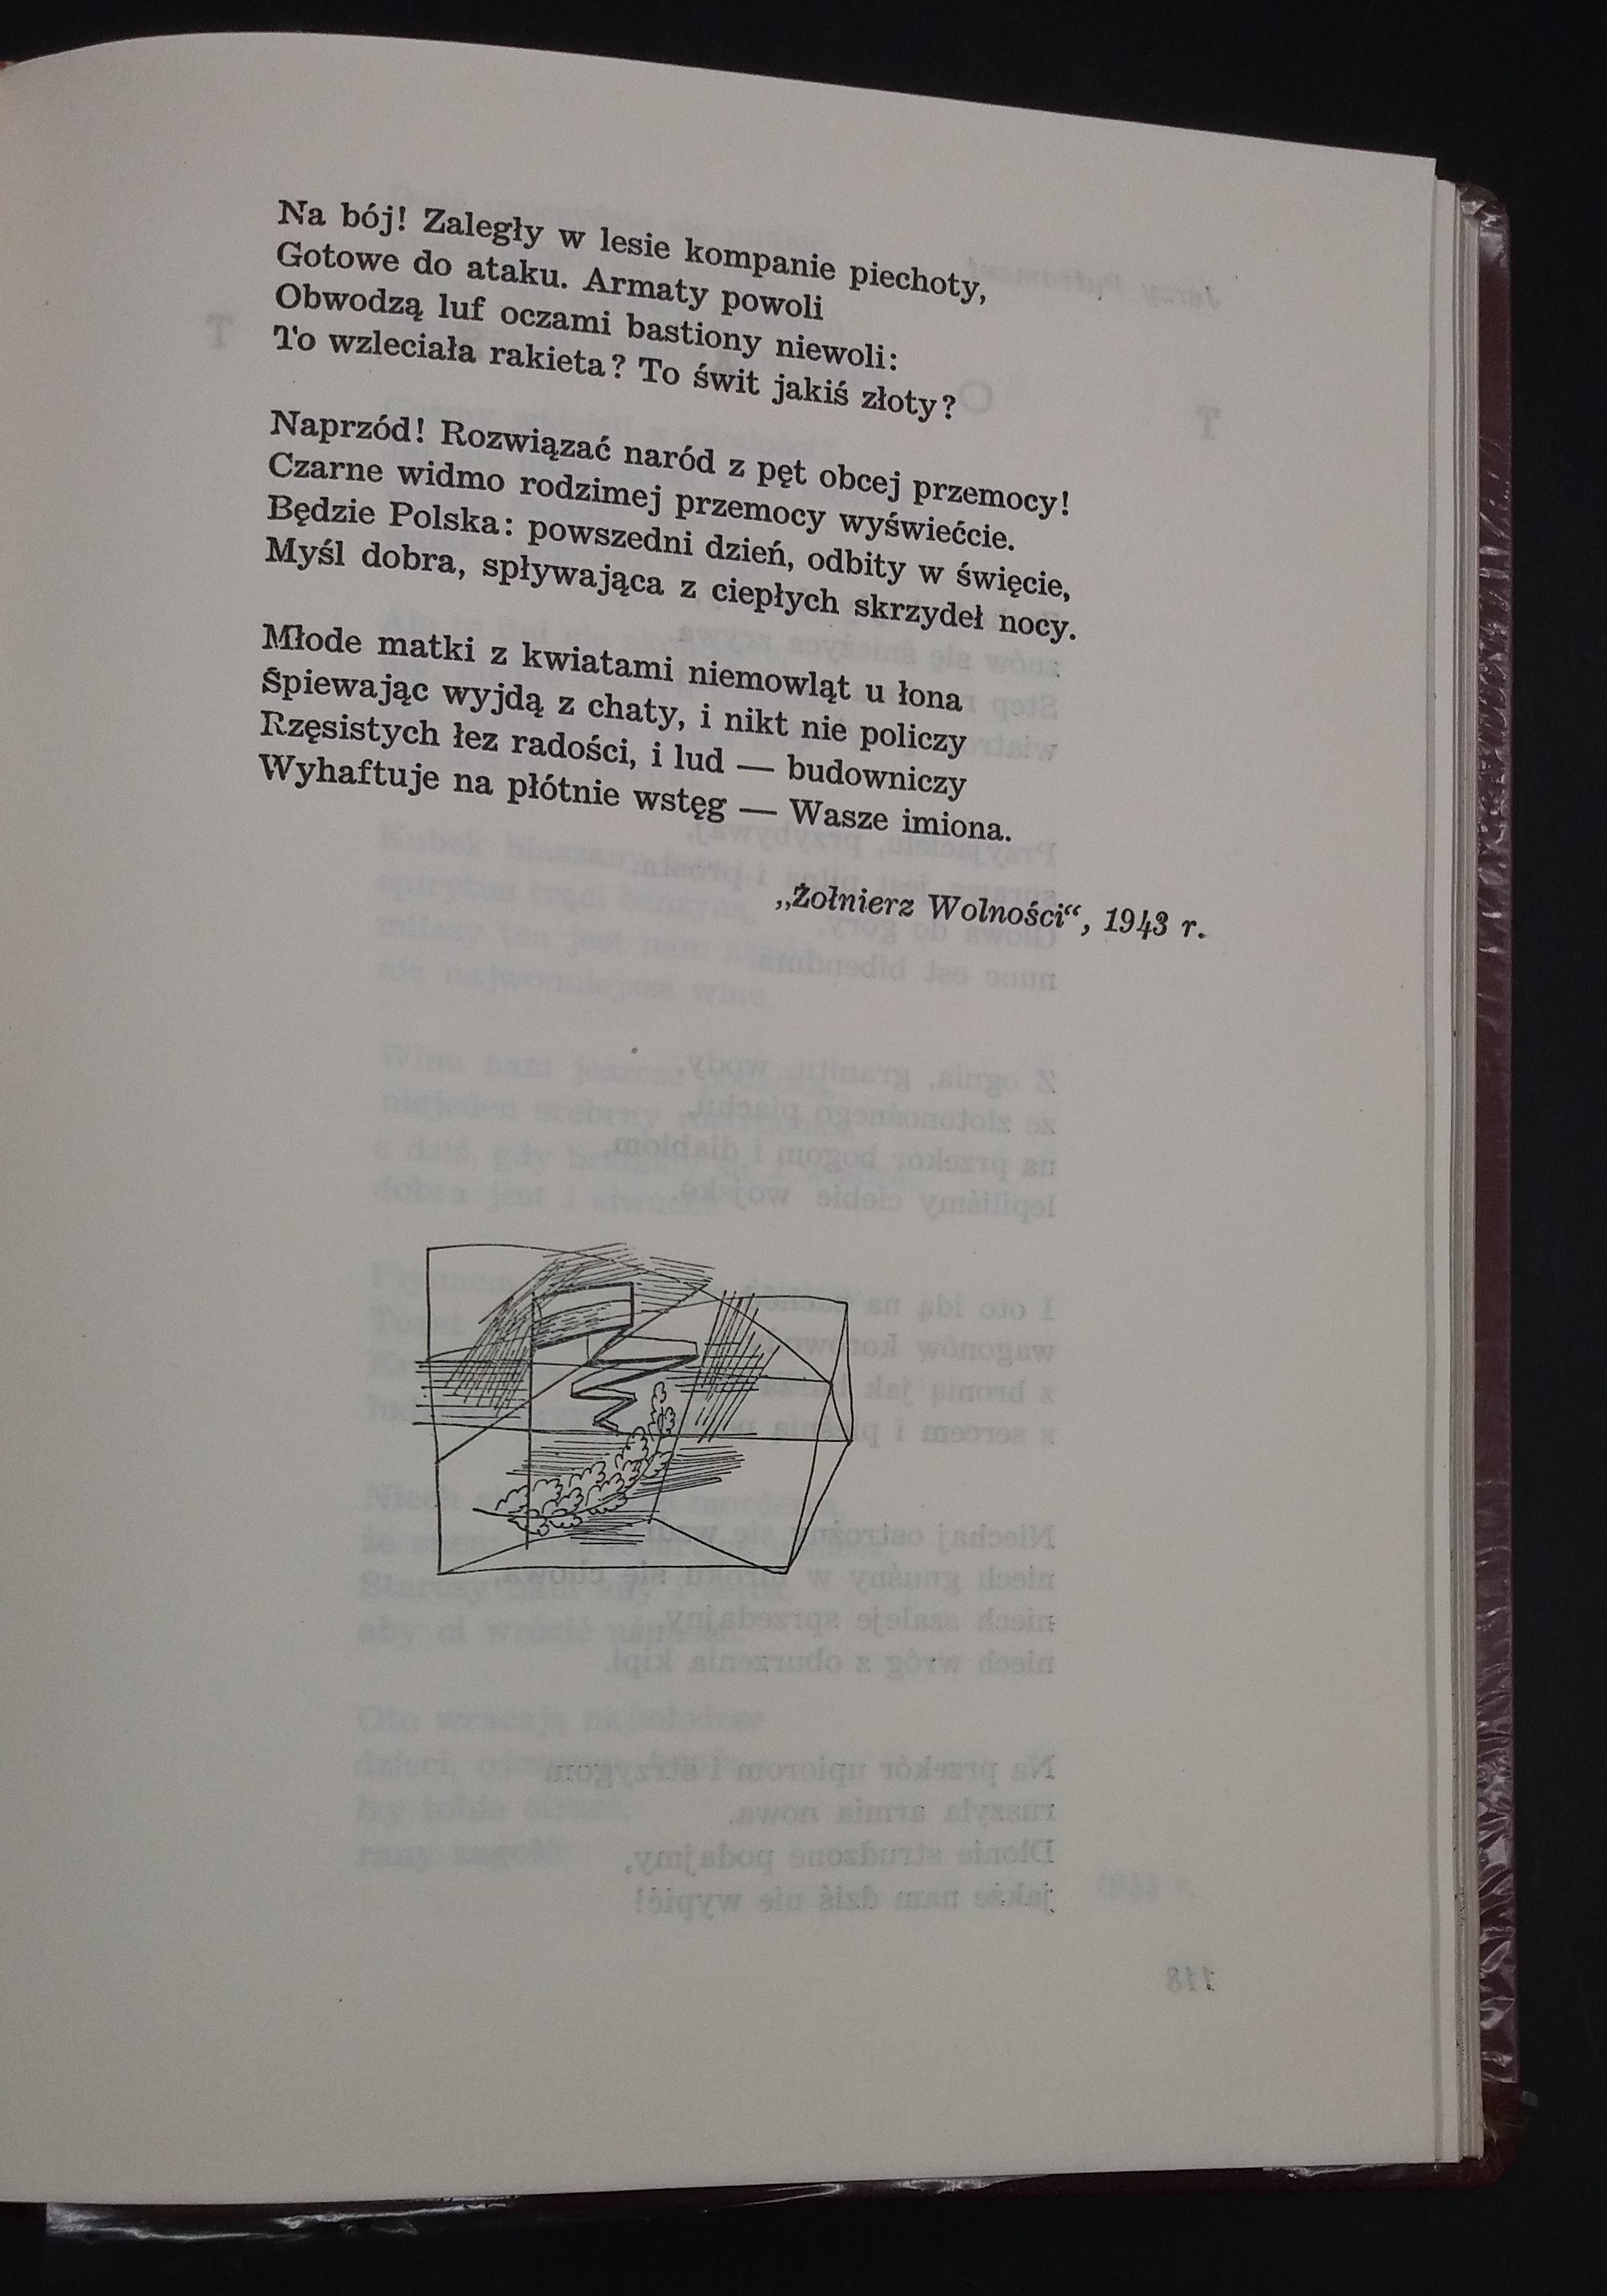 Na bój! Zaległy w lesie kompanie piechoty,
Gotowe do ataku. Armaty powoli
Obwodzą luf oczami bastiony niewoli:
To wzleciała rakieta? To świt jakiś złoty?
Naprzód! Rozwiązać naród z pęt obcej przemocy!
Czarne widmo rodzimej przemocy wyświećcie.
Będzie Polska: powszedni dzień, odbity w święcie,
Myśl dobra, spływająca z ciepłych skrzydeł nocy.
Młode matki z kwiatami niemowląt u łona
Śpiewając wyjdą z chaty, i nikt nie policzy
Rzęsistych łez radości, i lud — budowniczy
Wyhaftuje na płótnie wstęg — Wasze imiona.
„Żołnierz Wolności“, 1943 r.